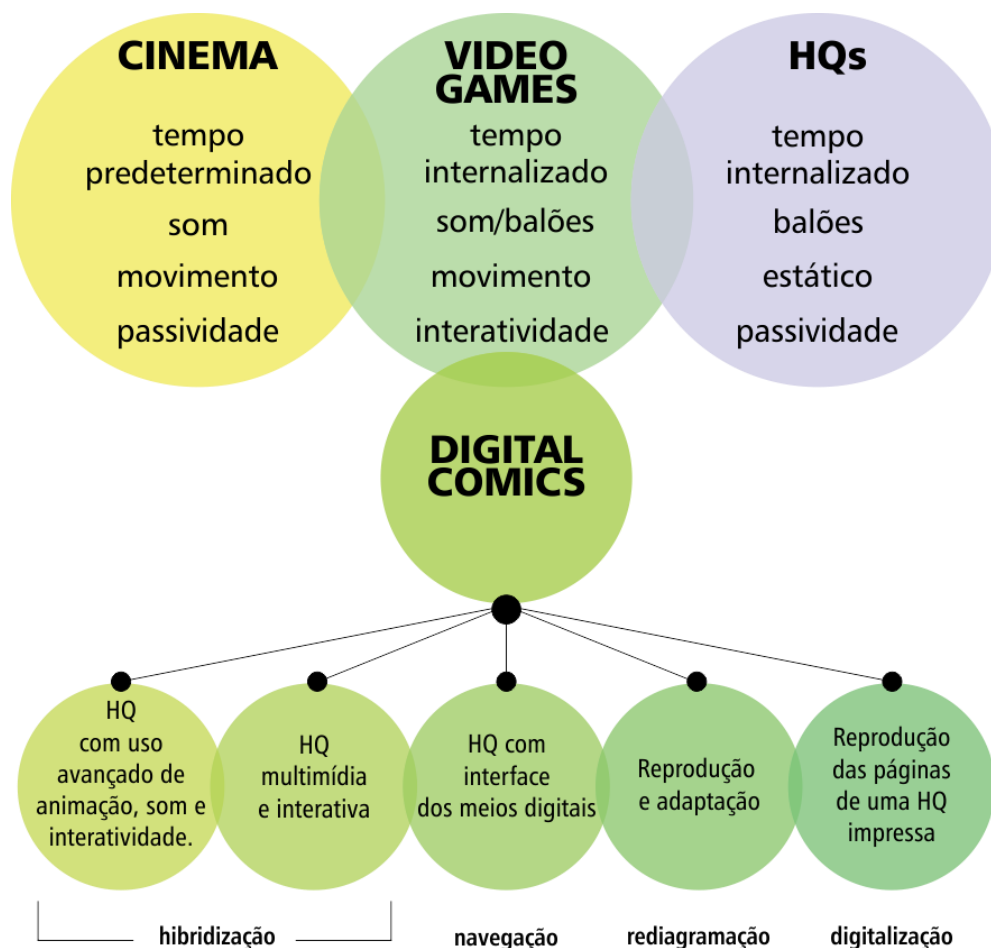 CINEMA
tempo
predeterminado
som
movimento
passividade
VIDEO
GAMES
tempo
internalizado
som/balões
movimento
interatividade
HQs
tempo
internalizado
balões
estático
passividade
DIGITAL
COMICS
HQ
com uso
avançado de
animação, som e
interatividade.
HQ
multimídia
e interativa
HQ com
interface
dos meios digitais
Reprodução
e adaptação
Reprodução
das páginas
de uma HQ
impressa
hibridização
navegação
rediagramação
digitalização